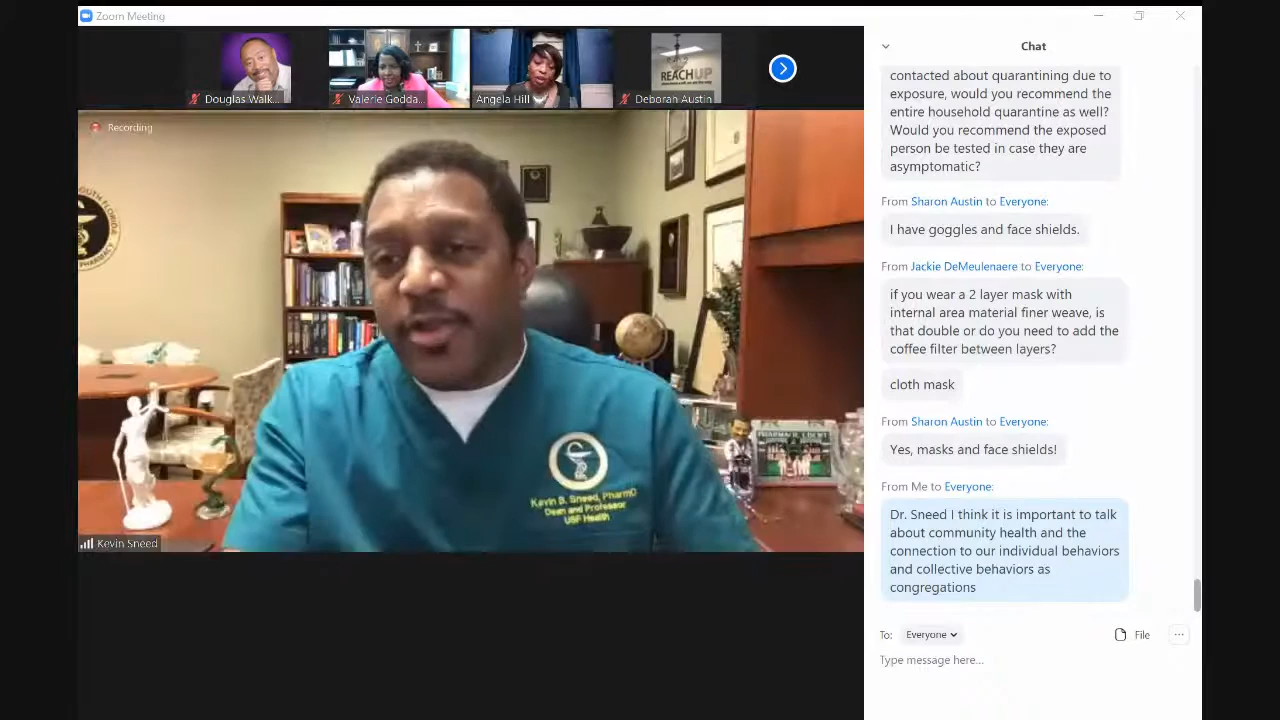 Zoom Meeting
Douglas Walk...
Valerie Godda...
Angela Hill
REACHUP
Deborah Austin
Recording
SOUTH FLORIDA
PHARMACY
Kevin B. Sneed, PharmD
Dean and Professor
USF Health
Kevin Sneed
Chat
contacted about quarantining due to
exposure, would you recommend the
entire household quarantine as well?
Would you recommend the exposed
person be tested in case they are
asymptomatic?
From Sharon Austin to Everyone:
I have goggles and face shields.
From Jackie DeMeulenaere to Everyone:
if you wear a 2 layer mask with
internal area material finer weave, is
that double or do you need to add the
coffee filter between layers?
cloth mask
From Sharon Austin to Everyone:
Yes, masks and face shields!
From Me to Everyone:
Dr. Sneed I think it is important to talk
about community health and the
connection to our individual behaviors
and collective behaviors as
congregations
To: Everyone File ...
Type message here...